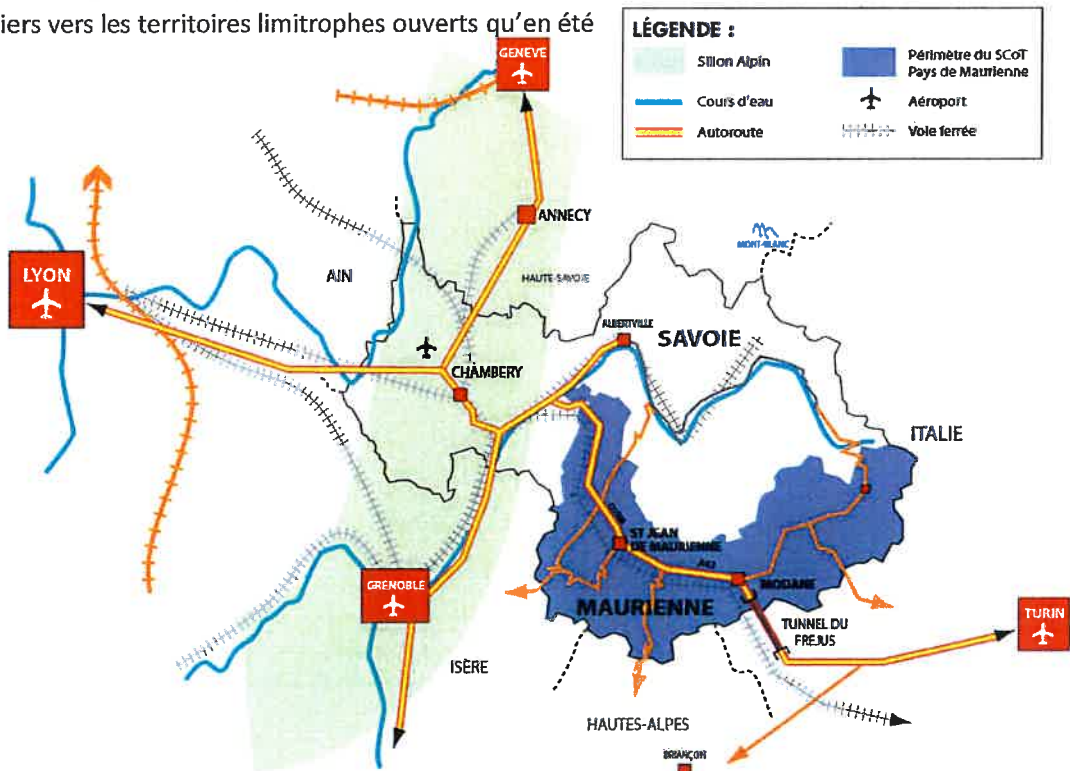 iers vers les territoires limitrophes ouverts qu'en été
LÉGENDE :
Sillon Alpin
Périmètre du SCoT
Pays de Maurienne
Cours d'eau
Aéroport
Autoroute
Voie ferrée
GENEVE
ANNECY
MONT-BLANC
LYON
AIN
HAUTE-SAVOIE
ALBERTVILLE
SAVOIE
CHAMBERY
ITALIE
ST JEAN
DE MAURIENNE
A43
MODANE
GRENOBLE
MAURIENNE
TUNNEL DU
FREJUS
TURIN
ISÈRE
HAUTES-ALPES
BRIANÇON